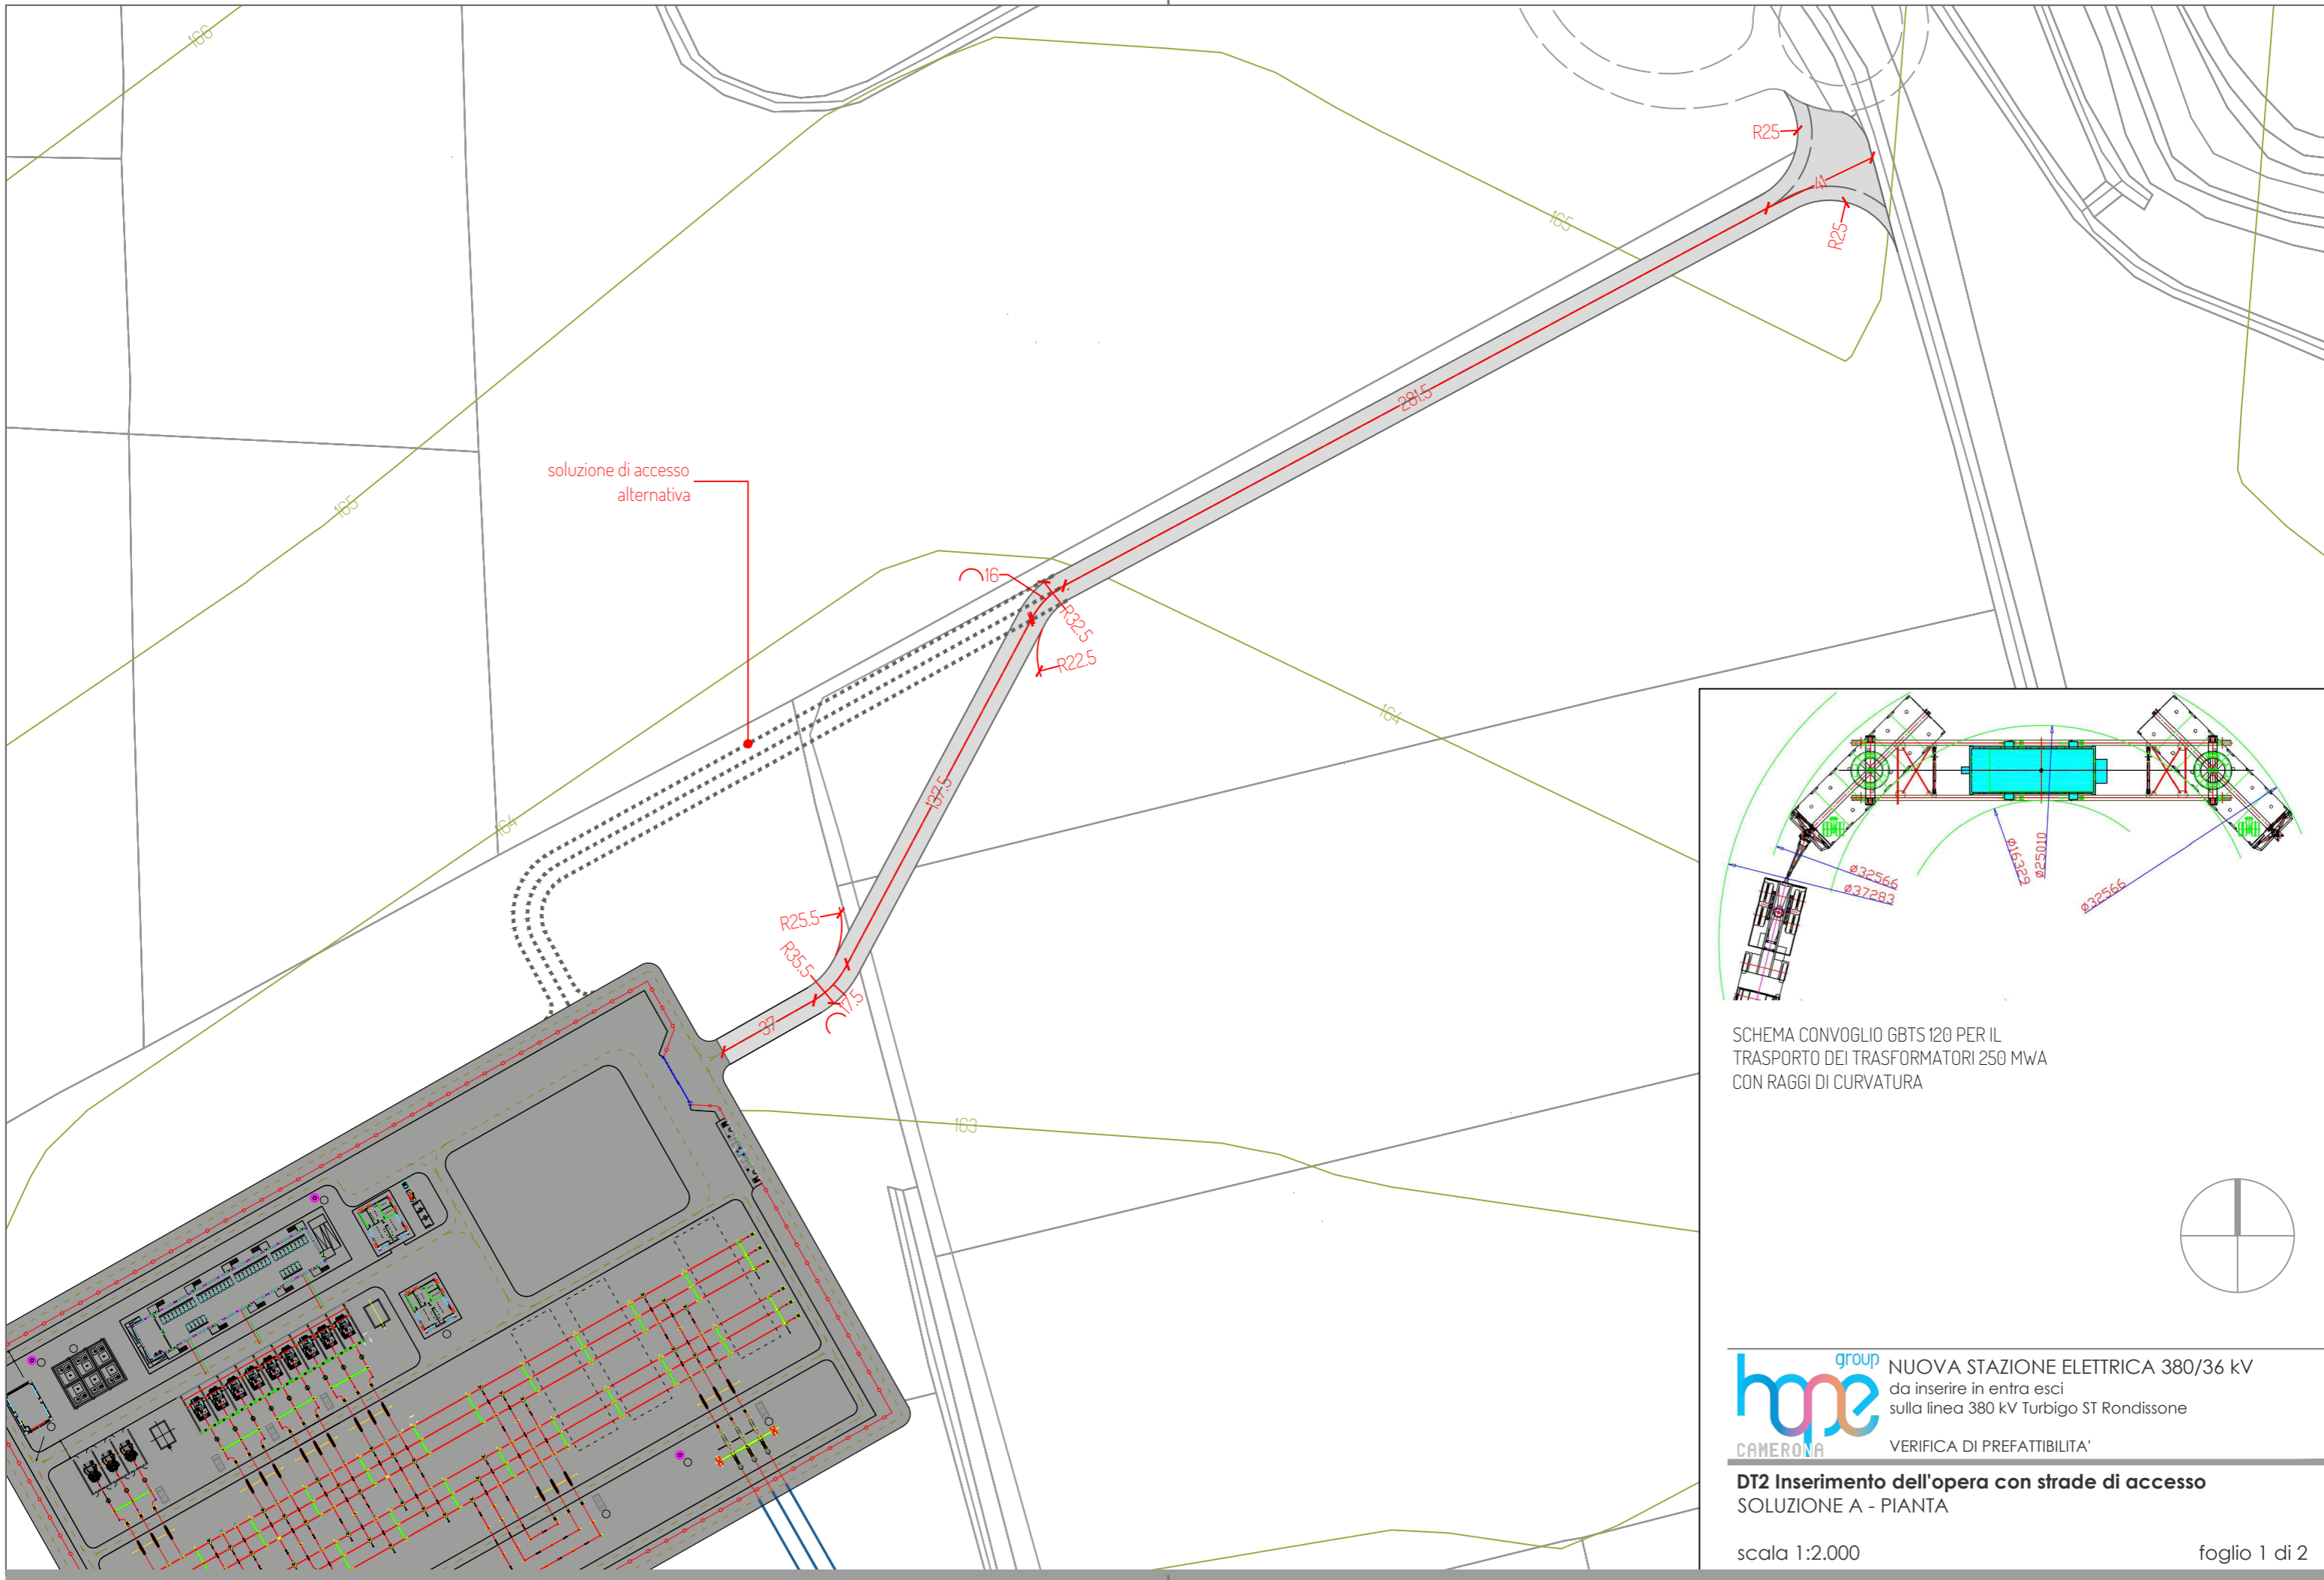 166
165
R25
41
R25
165
281.5
soluzione di accesso
alternativa
165
16
R32.5
R22.5
164
164
137.5
R25.5
R35.5
17.5
37
163
ø32566
ø37283
ø16329
ø25010
ø32566
SCHEMA CONVOGLIO GBTS 120 PER IL
TRASPORTO DEI TRASFORMATORI 250 MWA
CON RAGGI DI CURVATURA
hope group
CAMERONA
NUOVA STAZIONE ELETTRICA 380/36 kV
da inserire in entra esci
sulla linea 380 kV Turbigo ST Rondissone
VERIFICA DI PREFATTIBILITA'
DT2 Inserimento dell'opera con strade di accesso
SOLUZIONE A - PIANTA
scala 1:2.000
foglio 1 di 2